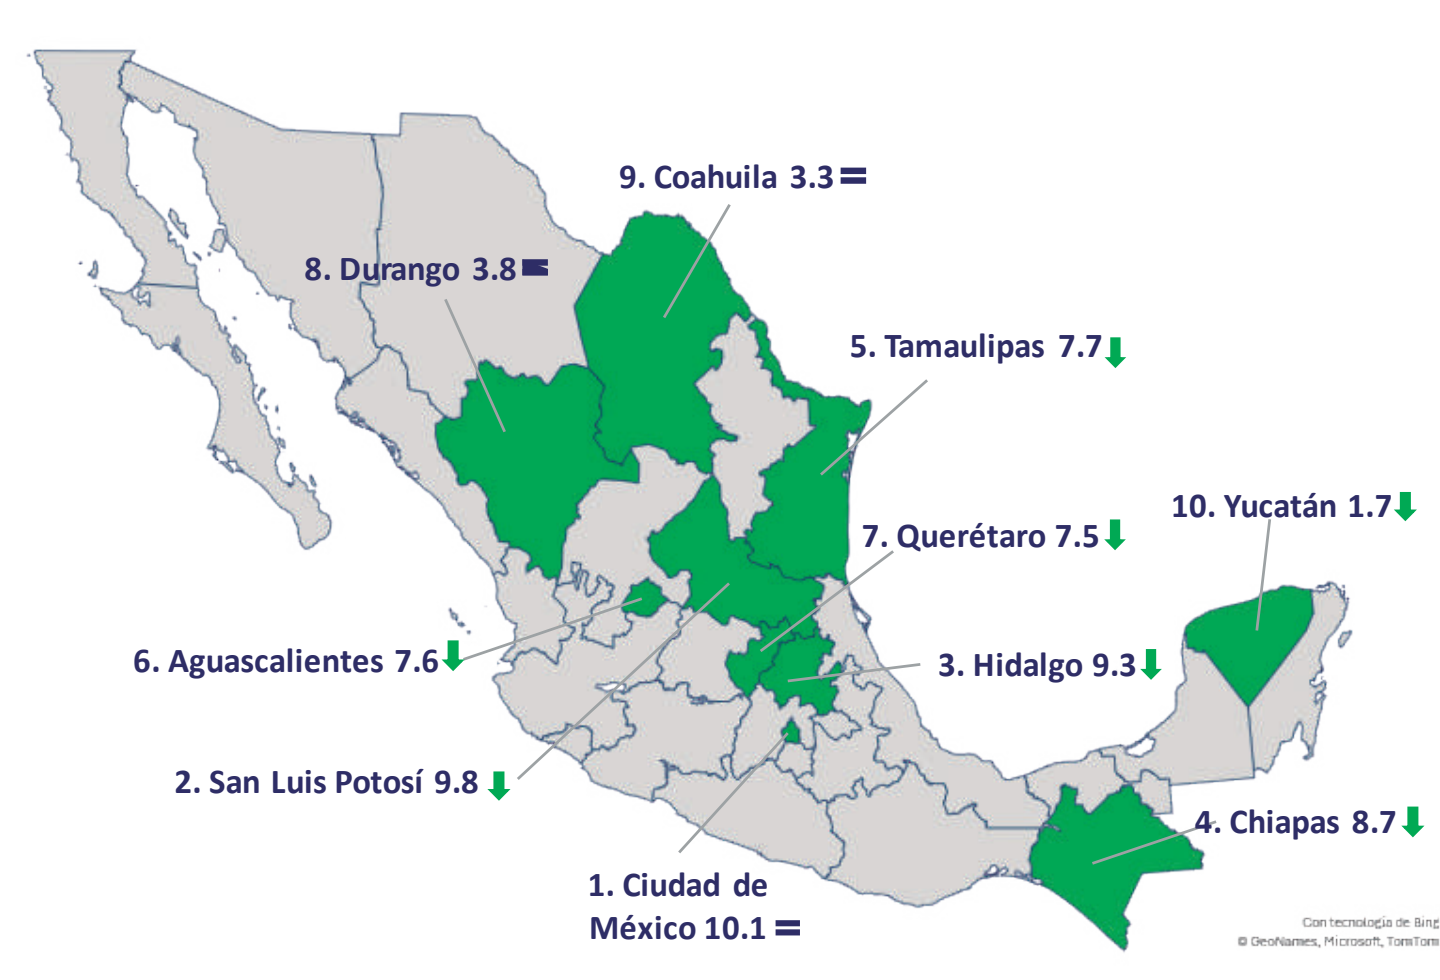 9. Coahuila 3.3 =
8. Durango 3.8 =
5. Tamaulipas 7.7
10. Yucatán 1.7
7. Querétaro 7.5
6. Aguascalientes 7.6
3. Hidalgo 9.3
2. San Luis Potosí 9.8
4. Chiapas 8.7
1. Ciudad de
México 10.1 =
Con tecnología de Bing
© GeoNames, Microsoft, TomTom